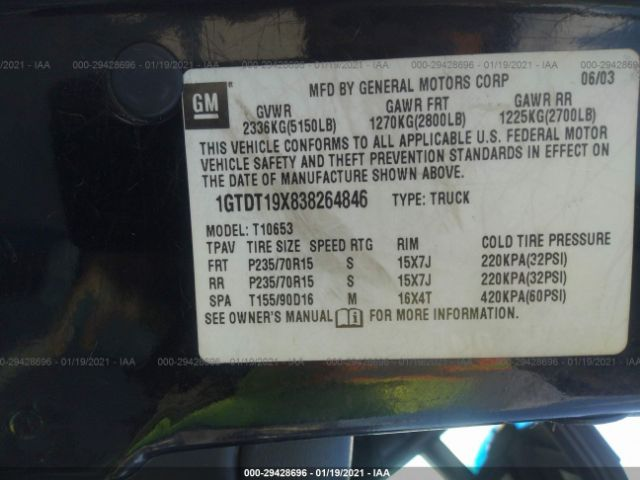 000-29428696 - 01/19/2021 - IAA
MFD BY GENERAL MOTORS CORP 06/03
GM
GVWR GAWR FRT GAWR RR
2336KG(5150LB) 1270KG(2800LB) 1225KG(2700LB)
THIS VEHICLE CONFORMS TO ALL APPLICABLE U.S. FEDERAL MOTOR
VEHICLE SAFETY AND THEFT PREVENTION STANDARDS IN EFFECT ON
THE DATE OF MANUFACTURE SHOWN ABOVE.
1GTDT19X838264846 TYPE: TRUCK
MODEL: T10653
TPAV TIRE SIZE SPEED RTG RIM COLD TIRE PRESSURE
FRT P235/70R15 S 15X7J 220KPA(32PSI)
RR P235/70R15 S 15X7J 220KPA(32PSI)
SPA T155/90D16 M 16X4T 420KPA(60PSI)
SEE OWNER'S MANUAL FOR MORE INFORMATION.
000-29428696 - 01/19/2021 - IAA